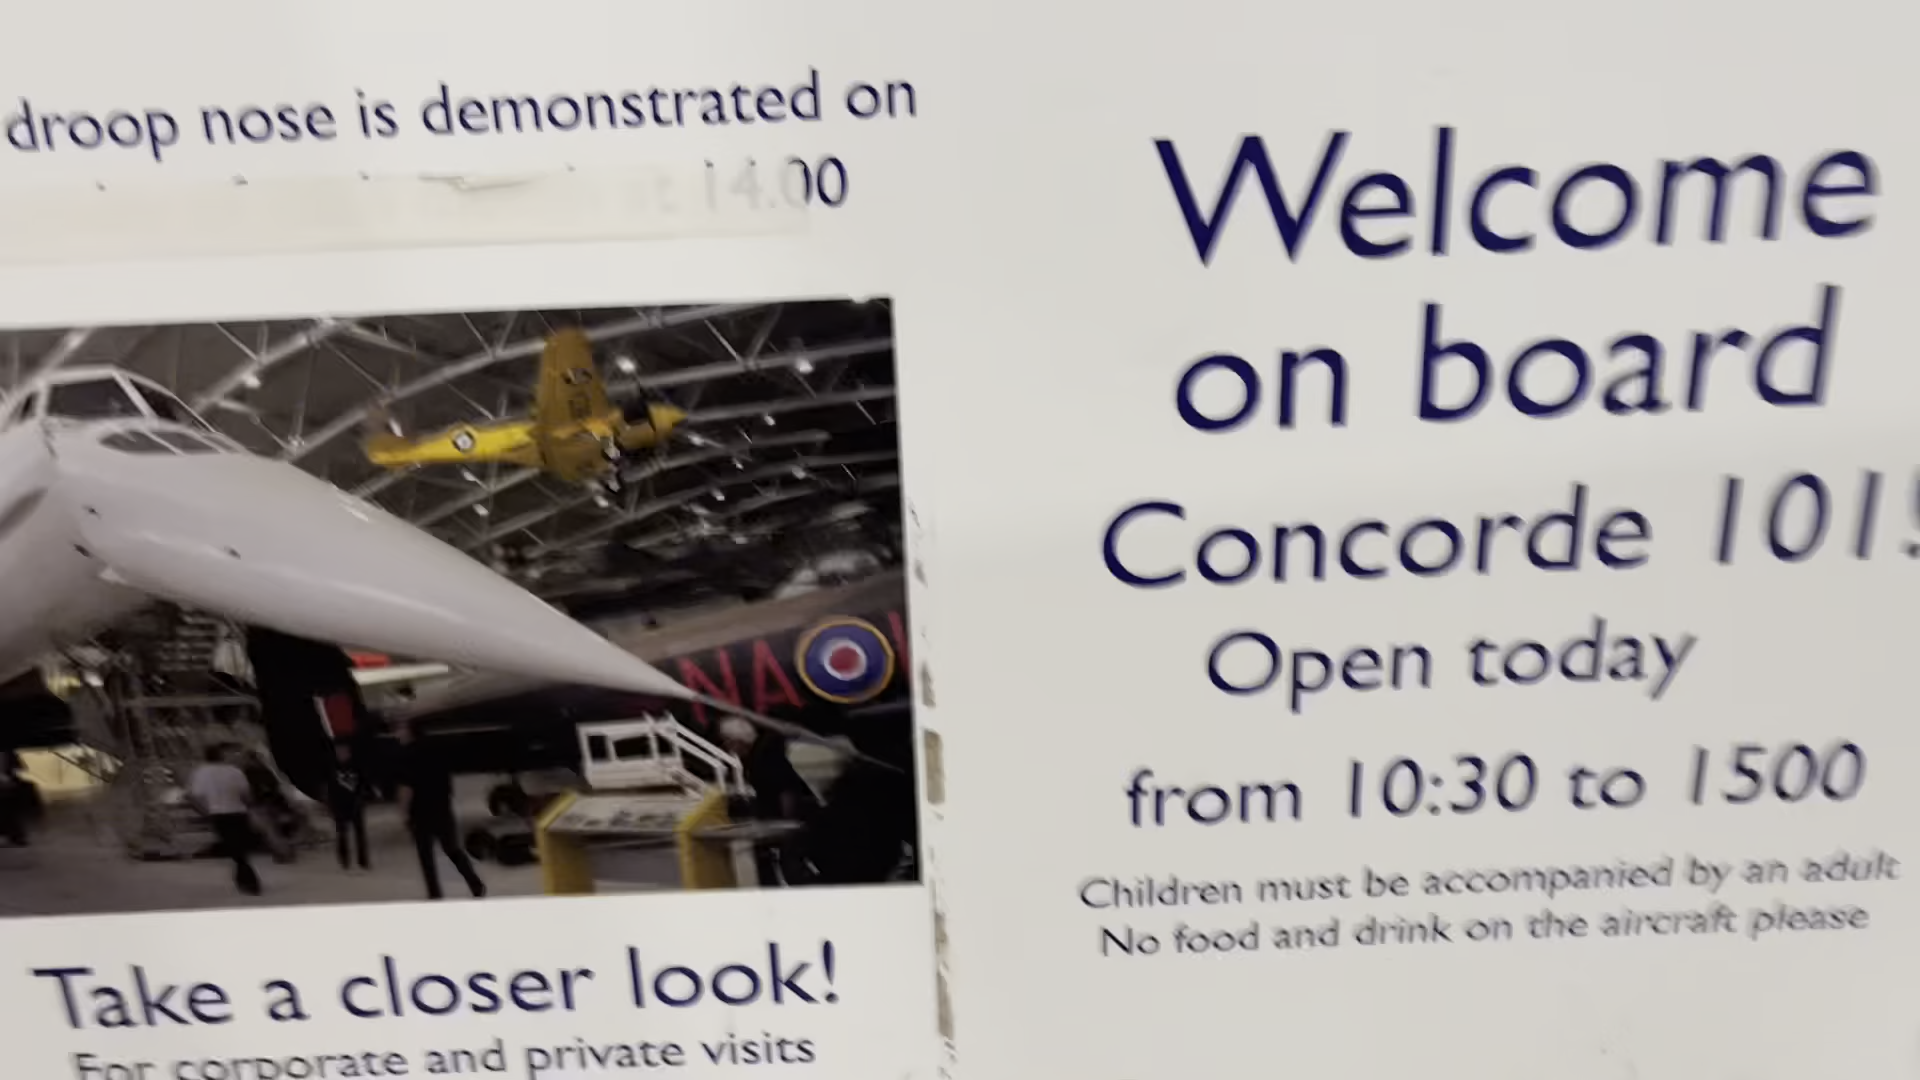 droop nose is demonstrated on
at 14.00
NA
Take a closer look!
For corporate and private visits
Welcome
on board
Concorde 101!
Open today
from 10:30 to 1500
Children must be accompanied by an adult
No food and drink on the aircraft please